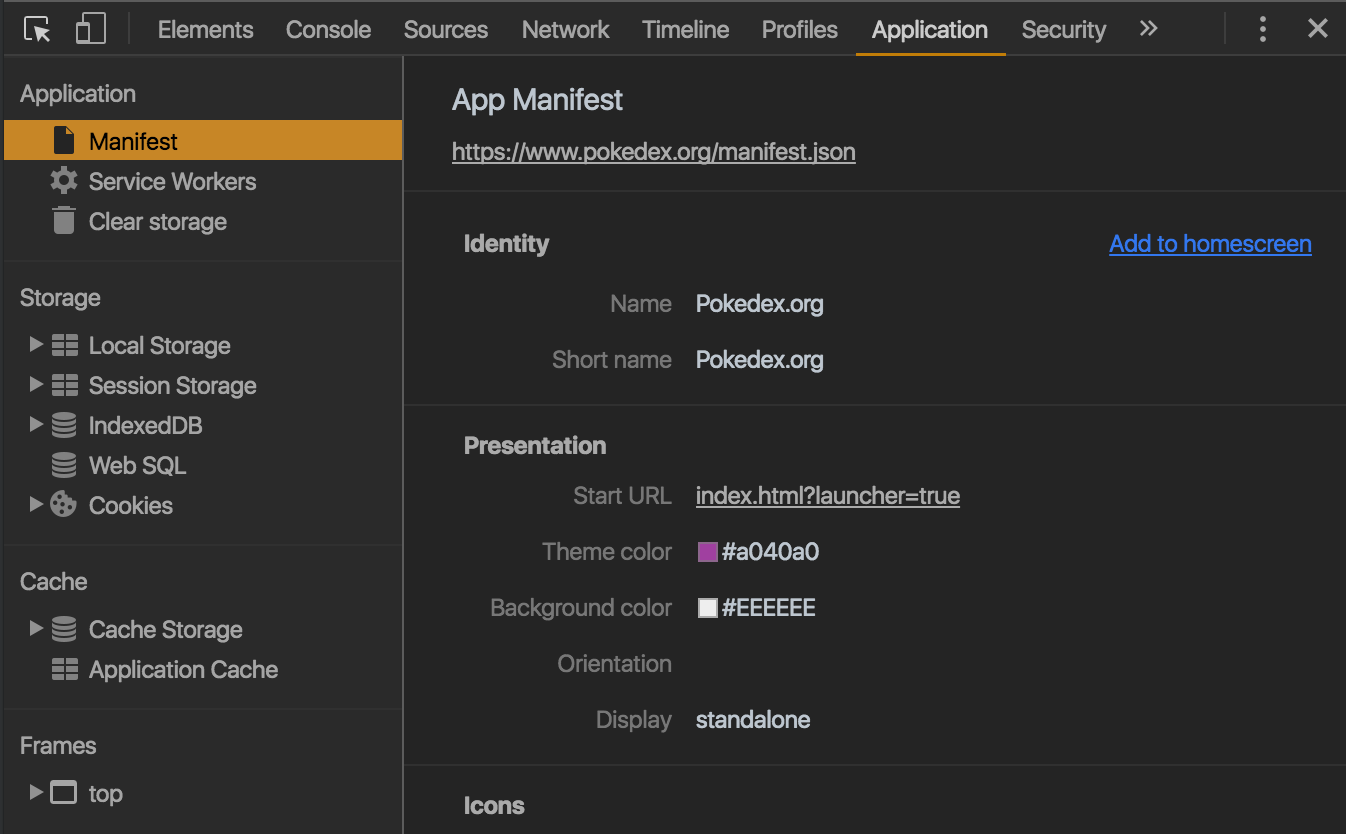 Elements Console Sources Network Timeline Profiles Application Security »
Application
Manifest
Service Workers
Clear storage
Storage
Local Storage
Session Storage
IndexedDB
Web SQL
Cookies
Cache
Cache Storage
Application Cache
Frames
top
App Manifest
https://www.pokedex.org/manifest.json
Identity Add to homescreen
Name Pokedex.org
Short name Pokedex.org
Presentation
Start URL index.html?launcher=true
Theme color #a040a0
Background color #EEEEEE
Orientation
Display standalone
Icons